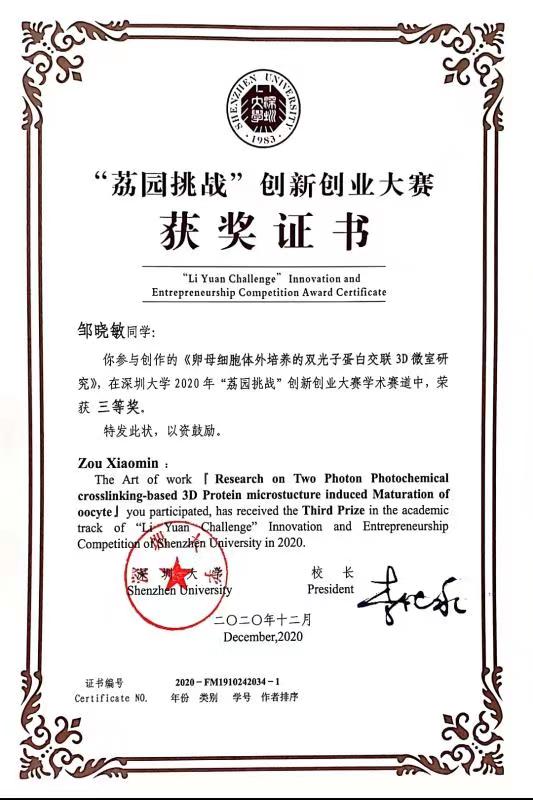 SHENZHEN UNIVERSITY
深圳大學
·1983·
“荔园挑战”创新创业大赛
获奖证书
“Li Yuan Challenge” Innovation and
Entrepreneurship Competition Award Certificate
邹晓敏同学：
你参与创作的《卵母细胞体外培养的双光子蛋白交联 3D 微室研
究》，在深圳大学 2020 年“荔园挑战”创新创业大赛学术赛道中，荣
获 三等奖。
特发此状，以资鼓励。
Zou Xiaomin :
The Art of work「Research on Two Photon Photochemical
crosslinking-based 3D Protein microstucture induced Maturation of
oocyte」you participated, has received the Third Prize in the academic
track of “Li Yuan Challenge” Innovation and Entrepreneurship
Competition of Shenzhen University in 2020.
深圳大学
深圳大学 校长
Shenzhen University President
二〇二〇年十二月
December,2020
证书编号 2020-FM1910242034-1
Certificate NO. 年份 类别 学号 作者排序